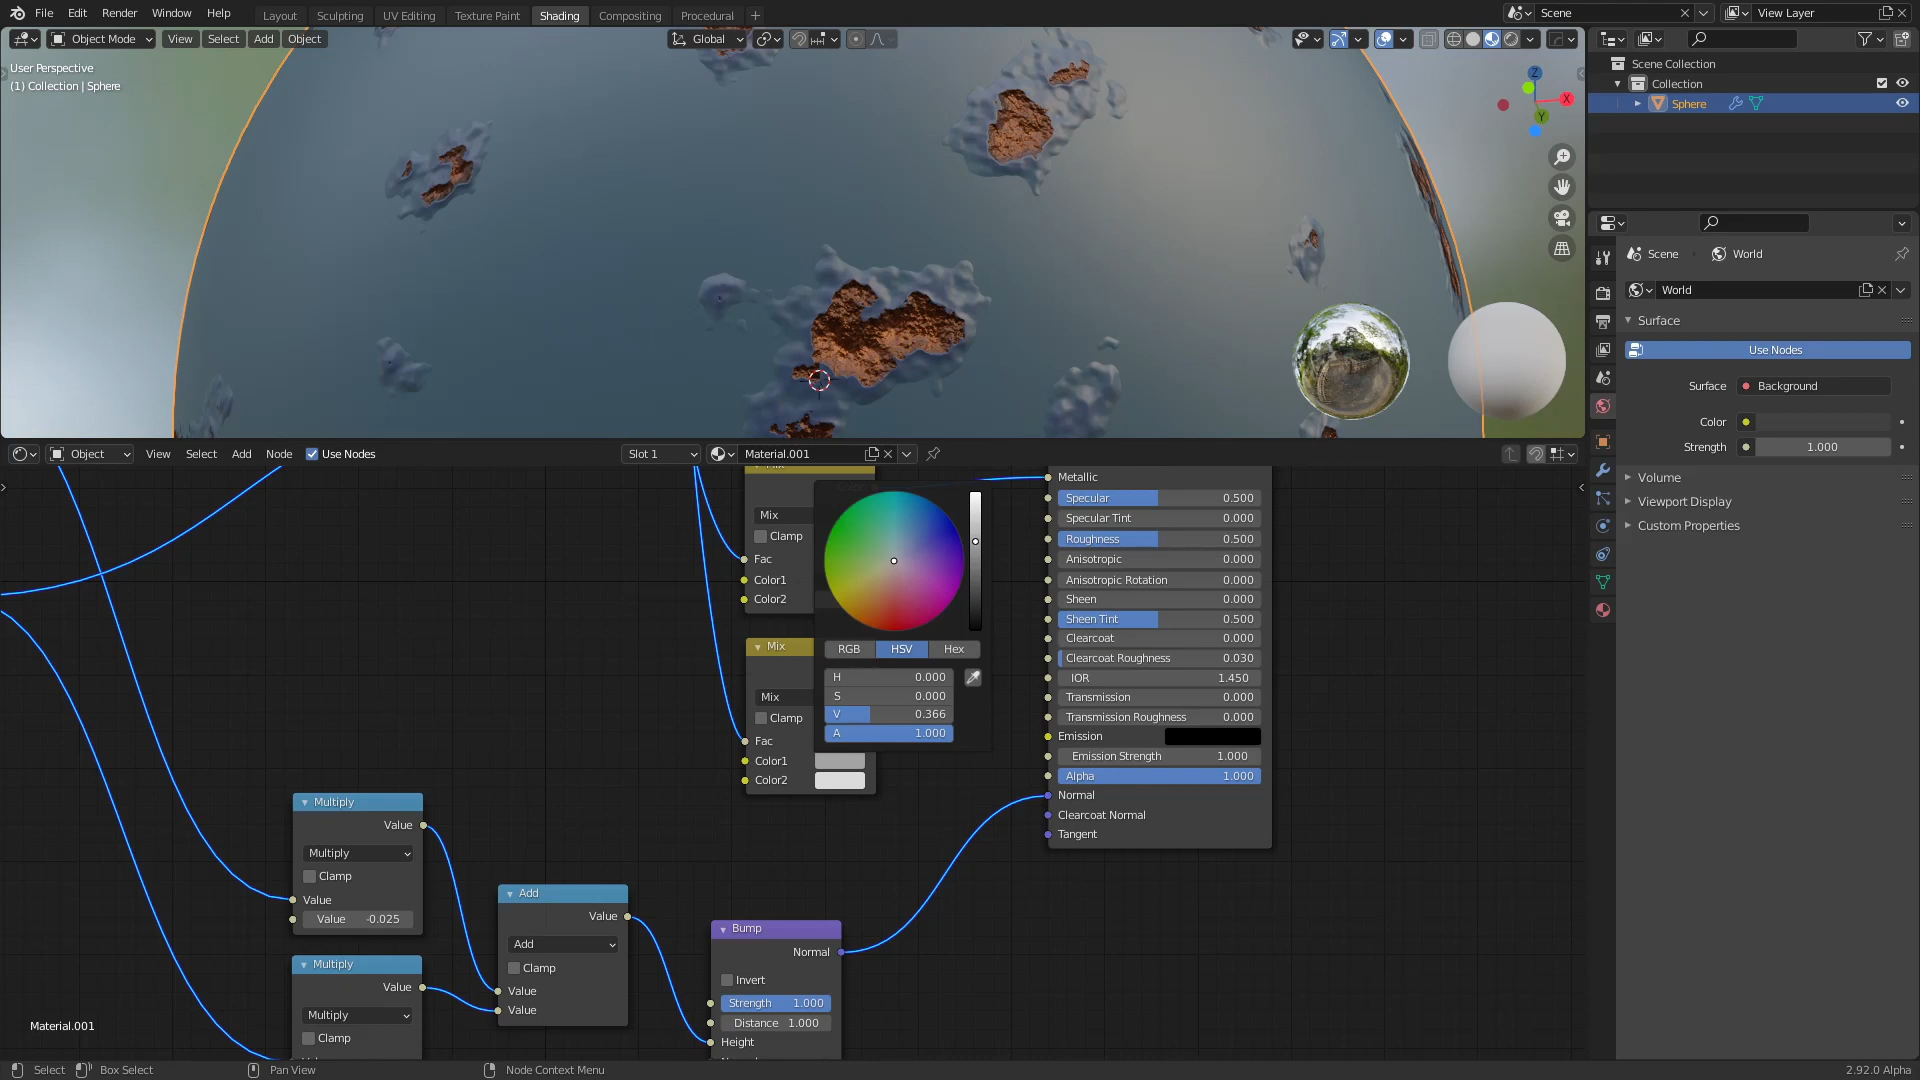 File Edit Render Window Help
Layout Sculpting UV Editing Texture Paint Shading Compositing Procedural +
Scene
View Layer
Object Mode View Select Add Object
Global
User Perspective
(1) Collection | Sphere
Z
X
Y
Scene Collection
Collection
Sphere
Scene World
World
Surface
Use Nodes
Surface Background
Color
Strength 1.000
Volume
Viewport Display
Custom Properties
Object View Select Add Node Use Nodes
Slot 1 Material.001
Mix
Clamp
Fac
Color1
Color2
RGB HSV Hex
H 0.000
S 0.000
V 0.366
A 1.000
Mix
Mix
Clamp
Fac
Color1
Color2
Metallic
Specular 0.500
Specular Tint 0.000
Roughness 0.500
Anisotropic 0.000
Anisotropic Rotation 0.000
Sheen 0.000
Sheen Tint 0.500
Clearcoat 0.000
Clearcoat Roughness 0.030
IOR 1.450
Transmission 0.000
Transmission Roughness 0.000
Emission
Emission Strength 1.000
Alpha 1.000
Normal
Clearcoat Normal
Tangent
Multiply
Value
Multiply
Clamp
Value
Value -0.025
Multiply
Value
Multiply
Clamp
Add
Value
Add
Clamp
Value
Value
Bump
Normal
Invert
Strength 1.000
Distance 1.000
Height
Material.001
Select Box Select Pan View Node Context Menu
2.92.0 Alpha